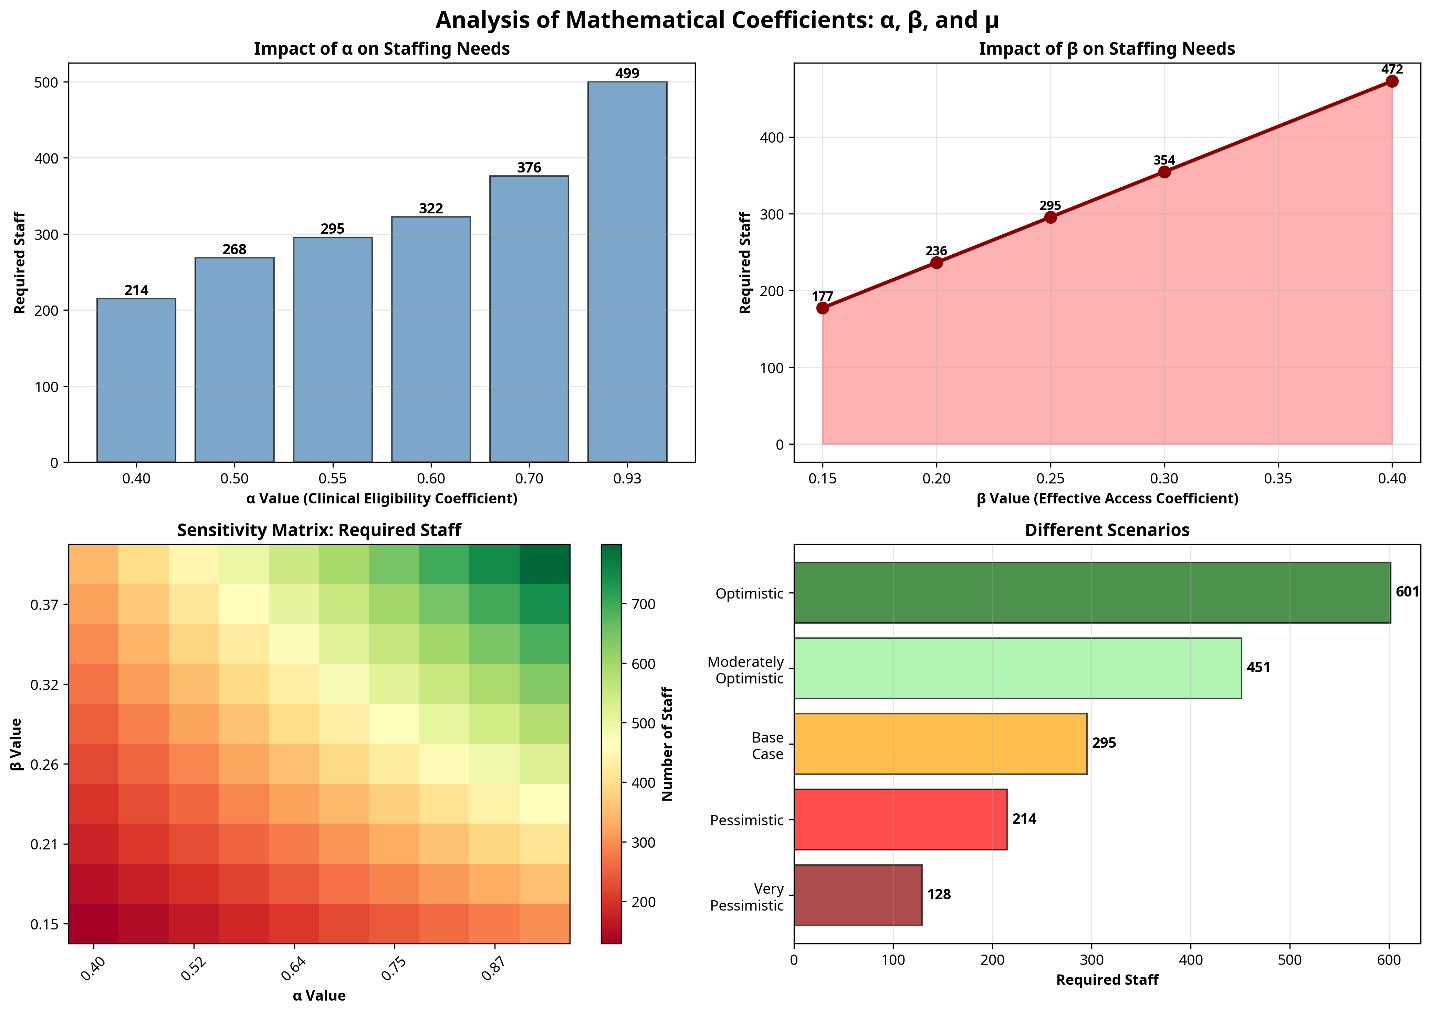 Analysis of Mathematical Coefficients: α, β, and μ
Impact of α on Staffing Needs
Required Staff
500
400
300
200
100
0
214
268
295
322
376
499
0.40
0.50
0.55
0.60
0.70
0.93
α Value (Clinical Eligibility Coefficient)
Impact of β on Staffing Needs
Required Staff
400
300
200
100
0
177
236
295
354
472
0.15
0.20
0.25
0.30
0.35
0.40
β Value (Effective Access Coefficient)
Sensitivity Matrix: Required Staff
β Value
0.37
0.32
0.26
0.21
0.15
0.40
0.52
0.64
0.75
0.87
α Value
700
600
500
400
300
200
Number of Staff
Different Scenarios
Optimistic
601
Moderately
Optimistic
451
Base
Case
295
Pessimistic
214
Very
Pessimistic
128
0
100
200
300
400
500
600
Required Staff